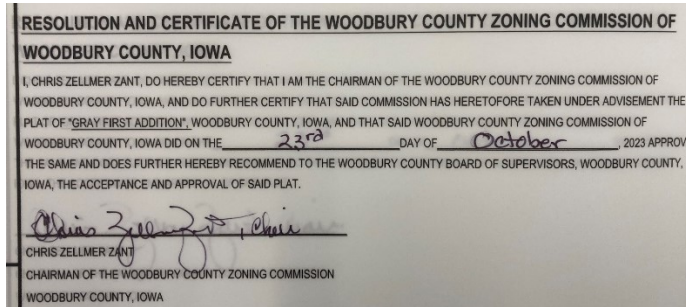 RESOLUTION AND CERTIFICATE OF THE WOODBURY COUNTY ZONING COMMISSION OF
WOODBURY COUNTY, IOWA
I, CHRIS ZELLMER ZANT, DO HEREBY CERTIFY THAT I AM THE CHAIRMAN OF THE WOODBURY COUNTY ZONING COMMISSION OF
WOODBURY COUNTY, IOWA, AND DO FURTHER CERTIFY THAT SAID COMMISSION HAS HERETOFORE TAKEN UNDER ADVISEMENT THE
PLAT OF "GRAY FIRST ADDITION", WOODBURY COUNTY, IOWA, AND THAT SAID WOODBURY COUNTY ZONING COMMISSION OF
WOODBURY COUNTY, IOWA DID ON THE 23rd DAY OF October, 2023 APPROV
THE SAME AND DOES FURTHER HEREBY RECOMMEND TO THE WOODBURY COUNTY BOARD OF SUPERVISORS, WOODBURY COUNTY,
IOWA, THE ACCEPTANCE AND APPROVAL OF SAID PLAT.
Chris Zellmer Zant, Chair
CHRIS ZELLMER ZANT
CHAIRMAN OF THE WOODBURY COUNTY ZONING COMMISSION
WOODBURY COUNTY, IOWA